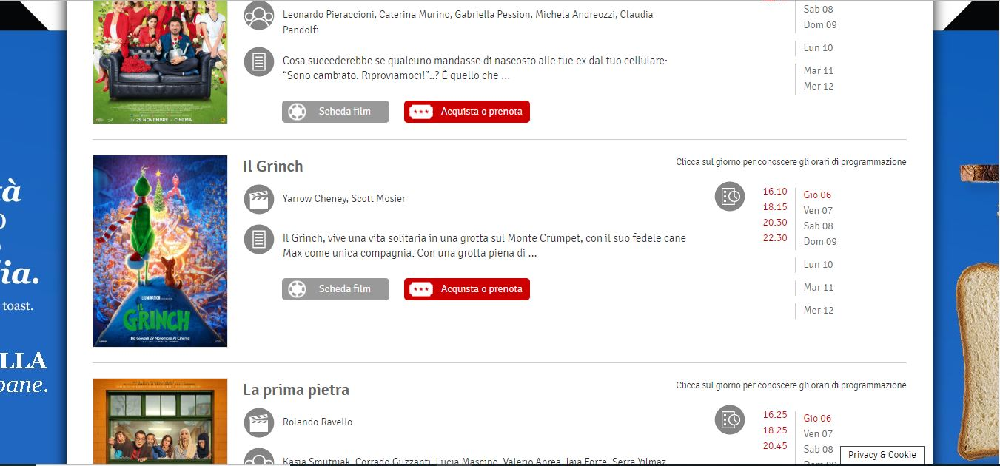 Leonardo Pieraccioni, Caterina Murino, Gabriella Pession, Michela Andreozzi, Claudia
Pandolfi
Cosa succederebbe se qualcuno mandasse di nascosto alle tue ex dal tuo cellulare:
“Sono cambiato. Riproviamoci!”..? È quello che ...
Scheda film
Acquista o prenota
Sab 08
Dom 09
Lun 10
Mar 11
Mer 12
29 NOVEMBRE
CINEMA
Il Grinch
Clicca sul giorno per conoscere gli orari di programmazione
Yarrow Cheney, Scott Mosier
Il Grinch, vive una vita solitaria in una grotta sul Monte Crumpet, con il suo fedele cane
Max come unica compagnia. Con una grotta piena di ...
Scheda film
Acquista o prenota
16.10
18.15
20.30
22.30
Gio 06
Ven 07
Sab 08
Dom 09
Lun 10
Mar 11
Mer 12
ILLUMINATION
IL
GRINCH
Da Giovedì 29 Novembre Al Cinema
La prima pietra
Clicca sul giorno per conoscere gli orari di programmazione
Rolando Ravello
Kasia Smutniak, Corrado Guzzanti, Lucia Mascino, Valerio Aprea, Iaia Forte, Serra Yilmaz,
16.25
18.25
20.45
Gio 06
Ven 07
Sab 08
Dom 09
Privacy & Cookie
tà
ia.
toast.
LLA
pane.